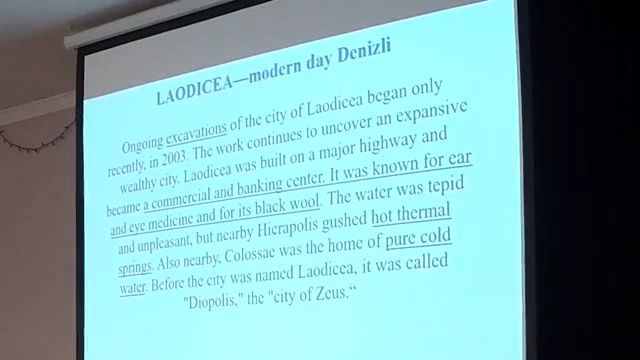 LAODICEA—modern day Denizli
Ongoing excavations of the city of Laodicea began only
recently, in 2003. The work continues to uncover an expansive
wealthy city. Laodicea was built on a major highway and
became a commercial and banking center. It was known for ear
and eye medicine and for its black wool. The water was tepid
and unpleasant, but nearby Hierapolis gushed hot thermal
springs. Also nearby, Colossae was the home of pure cold
water. Before the city was named Laodicea, it was called
"Diopolis," the "city of Zeus.“